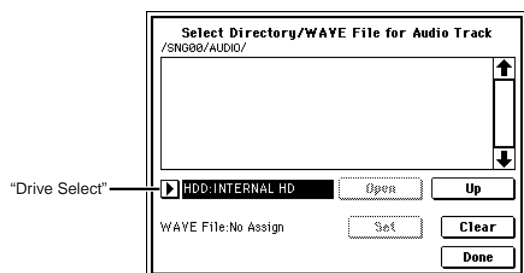 Select Directory/WAVE File for Audio Track
/SNG00/AUDIO/
“Drive Select” HDD:INTERNAL HD Open Up
WAVE File:No Assign Set Clear
Done